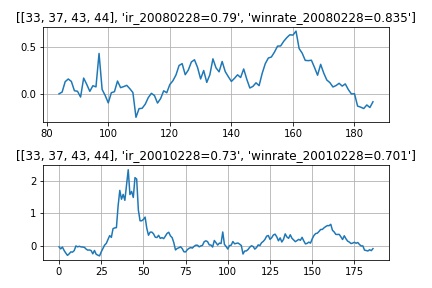 [[33, 37, 43, 44], 'ir_20080228=0.79', 'winrate_20080228=0.835']
0.5
0.0
80 100 120 140 160 180
[[33, 37, 43, 44], 'ir_20010228=0.73', 'winrate_20010228=0.701']
2
1
0
0 25 50 75 100 125 150 175